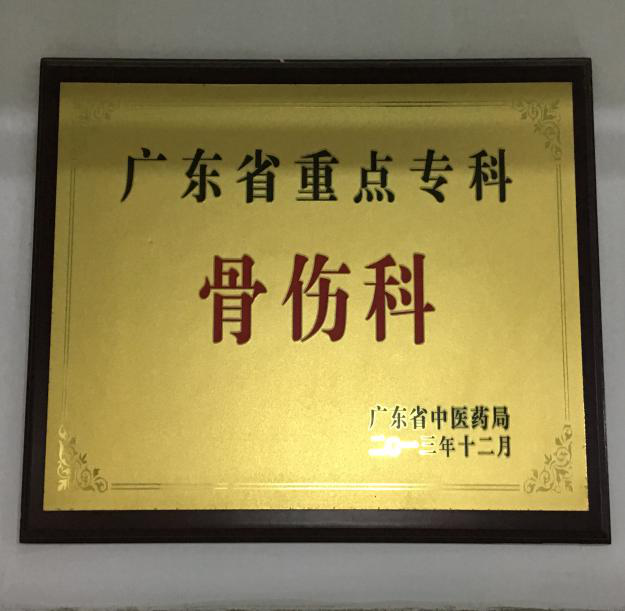 广东省重点专科
骨伤科
广东省中医药局
二〇一三年十二月